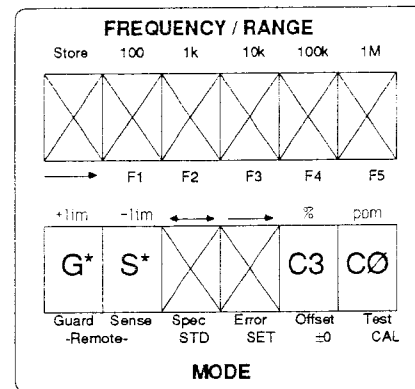 FREQUENCY / RANGE
Store 100 1k 10k 100k 1M
F1 F2 F3 F4 F5
+lim -lim % ppm
G* S* C3 CØ
Guard Sense Spec Error Offset Test
-Remote- STD SET ±0 CAL
MODE